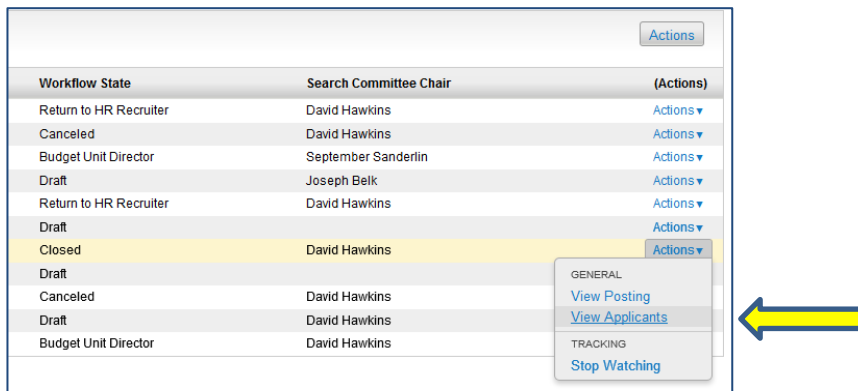 Actions
Workflow State Search Committee Chair (Actions)
Return to HR Recruiter David Hawkins Actions ▾
Canceled David Hawkins Actions ▾
Budget Unit Director September Sanderlin Actions ▾
Draft Joseph Belk Actions ▾
Return to HR Recruiter David Hawkins Actions ▾
Draft Actions ▾
Closed David Hawkins Actions ▾
Draft GENERAL
Canceled David Hawkins View Posting
Draft David Hawkins View Applicants
Budget Unit Director David Hawkins TRACKING
Stop Watching